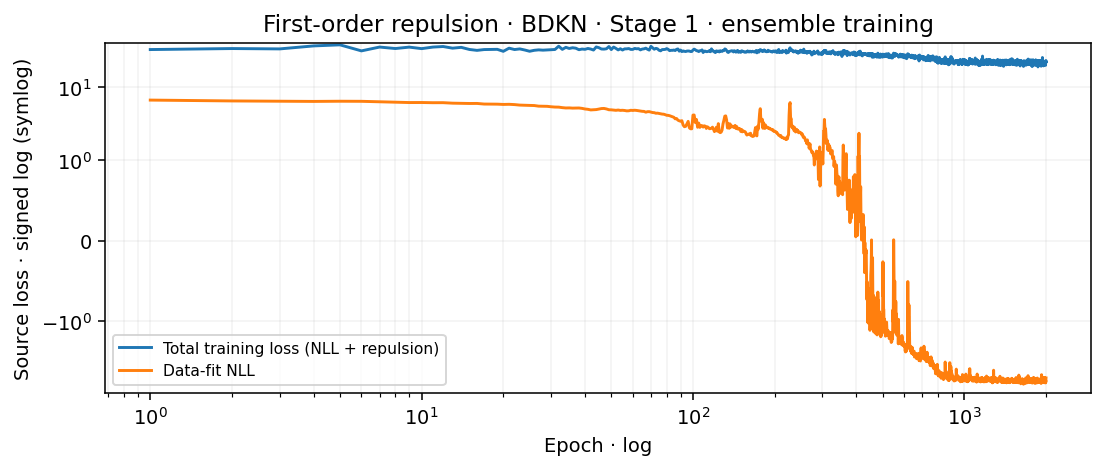 First-order repulsion · BDKN · Stage 1 · ensemble training
Source loss · signed log (symlog)
10¹
10⁰
0
−10⁰
Total training loss (NLL + repulsion)
Data-fit NLL
10⁰ 10¹ 10² 10³
Epoch · log